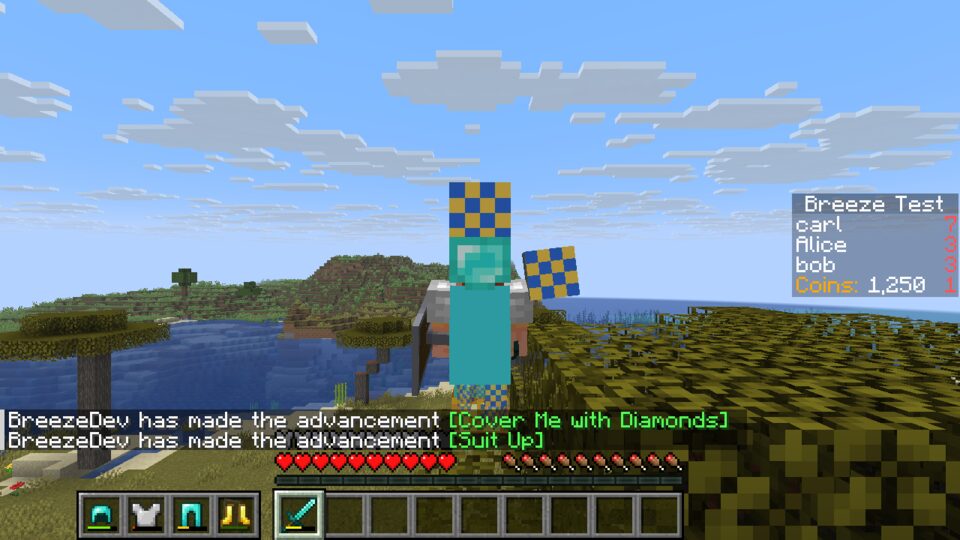 Breeze Test
carl 7
Alice 3
bob 3
Coins: 1,250 1
BreezeDev has made the advancement [Cover Me with Diamonds]
BreezeDev has made the advancement [Suit Up]